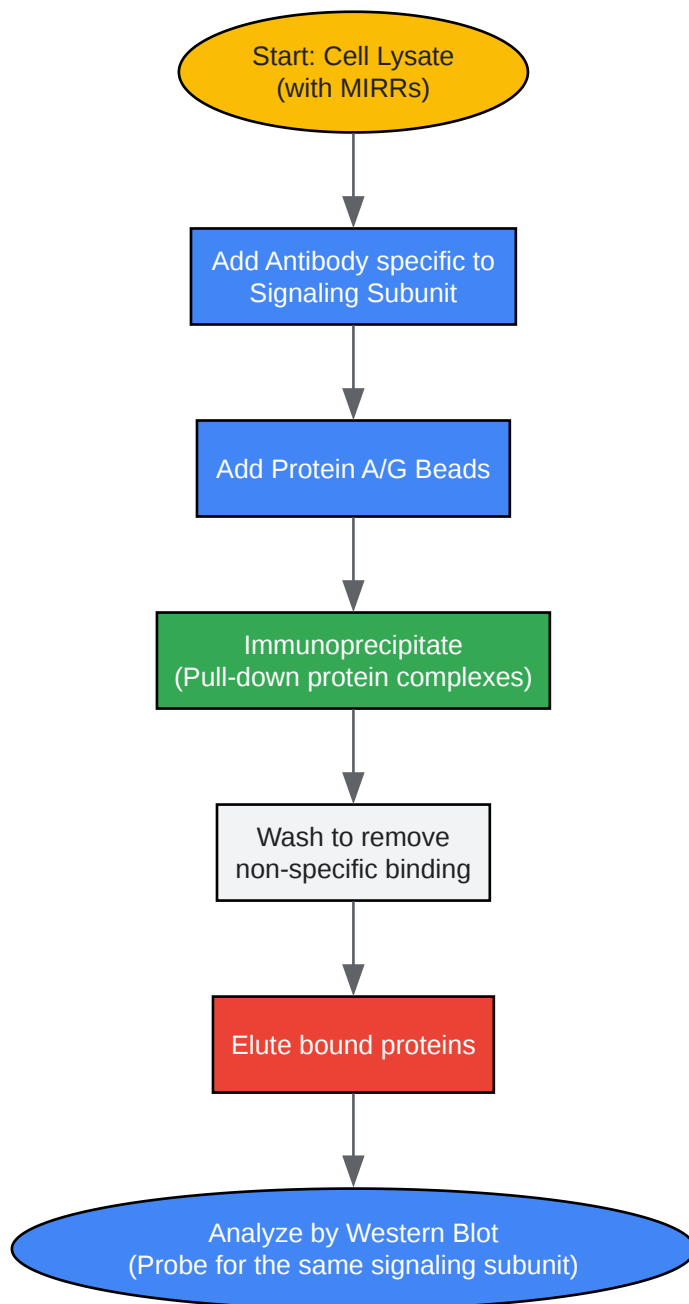 Start: Cell Lysate
(with MIRRs)
Add Antibody specific to
Signaling Subunit
Add Protein A/G Beads
Immunoprecipitate
(Pull-down protein complexes)
Wash to remove
non-specific binding
Elute bound proteins
Analyze by Western Blot
(Probe for the same signaling subunit)